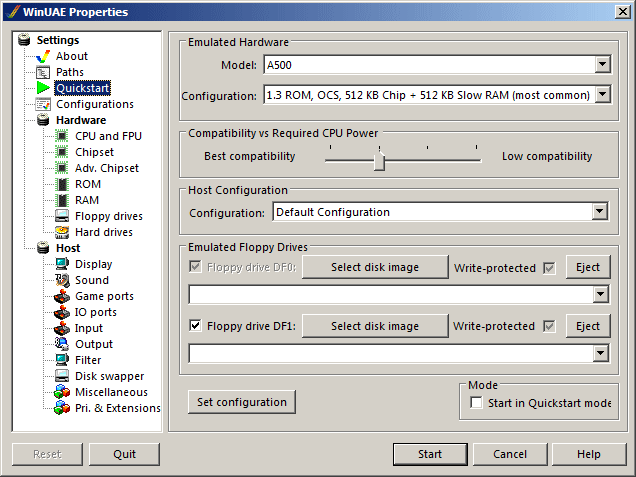 WinUAE Properties
Settings
About
Paths
Quickstart
Configurations
Hardware
CPU and FPU
Chipset
Adv. Chipset
ROM
RAM
Floppy drives
Hard drives
Host
Display
Sound
Game ports
IO ports
Input
Output
Filter
Disk swapper
Miscellaneous
Pri. & Extensions
Emulated Hardware
Model: A500
Configuration: 1.3 ROM, OCS, 512 KB Chip + 512 KB Slow RAM (most common)
Compatibility vs Required CPU Power
Best compatibility Low compatibility
Host Configuration
Configuration: Default Configuration
Emulated Floppy Drives
Floppy drive DF0: Select disk image Write-protected Eject
Floppy drive DF1: Select disk image Write-protected Eject
Set configuration
Mode
Start in Quickstart mode
Reset Quit Start Cancel Help